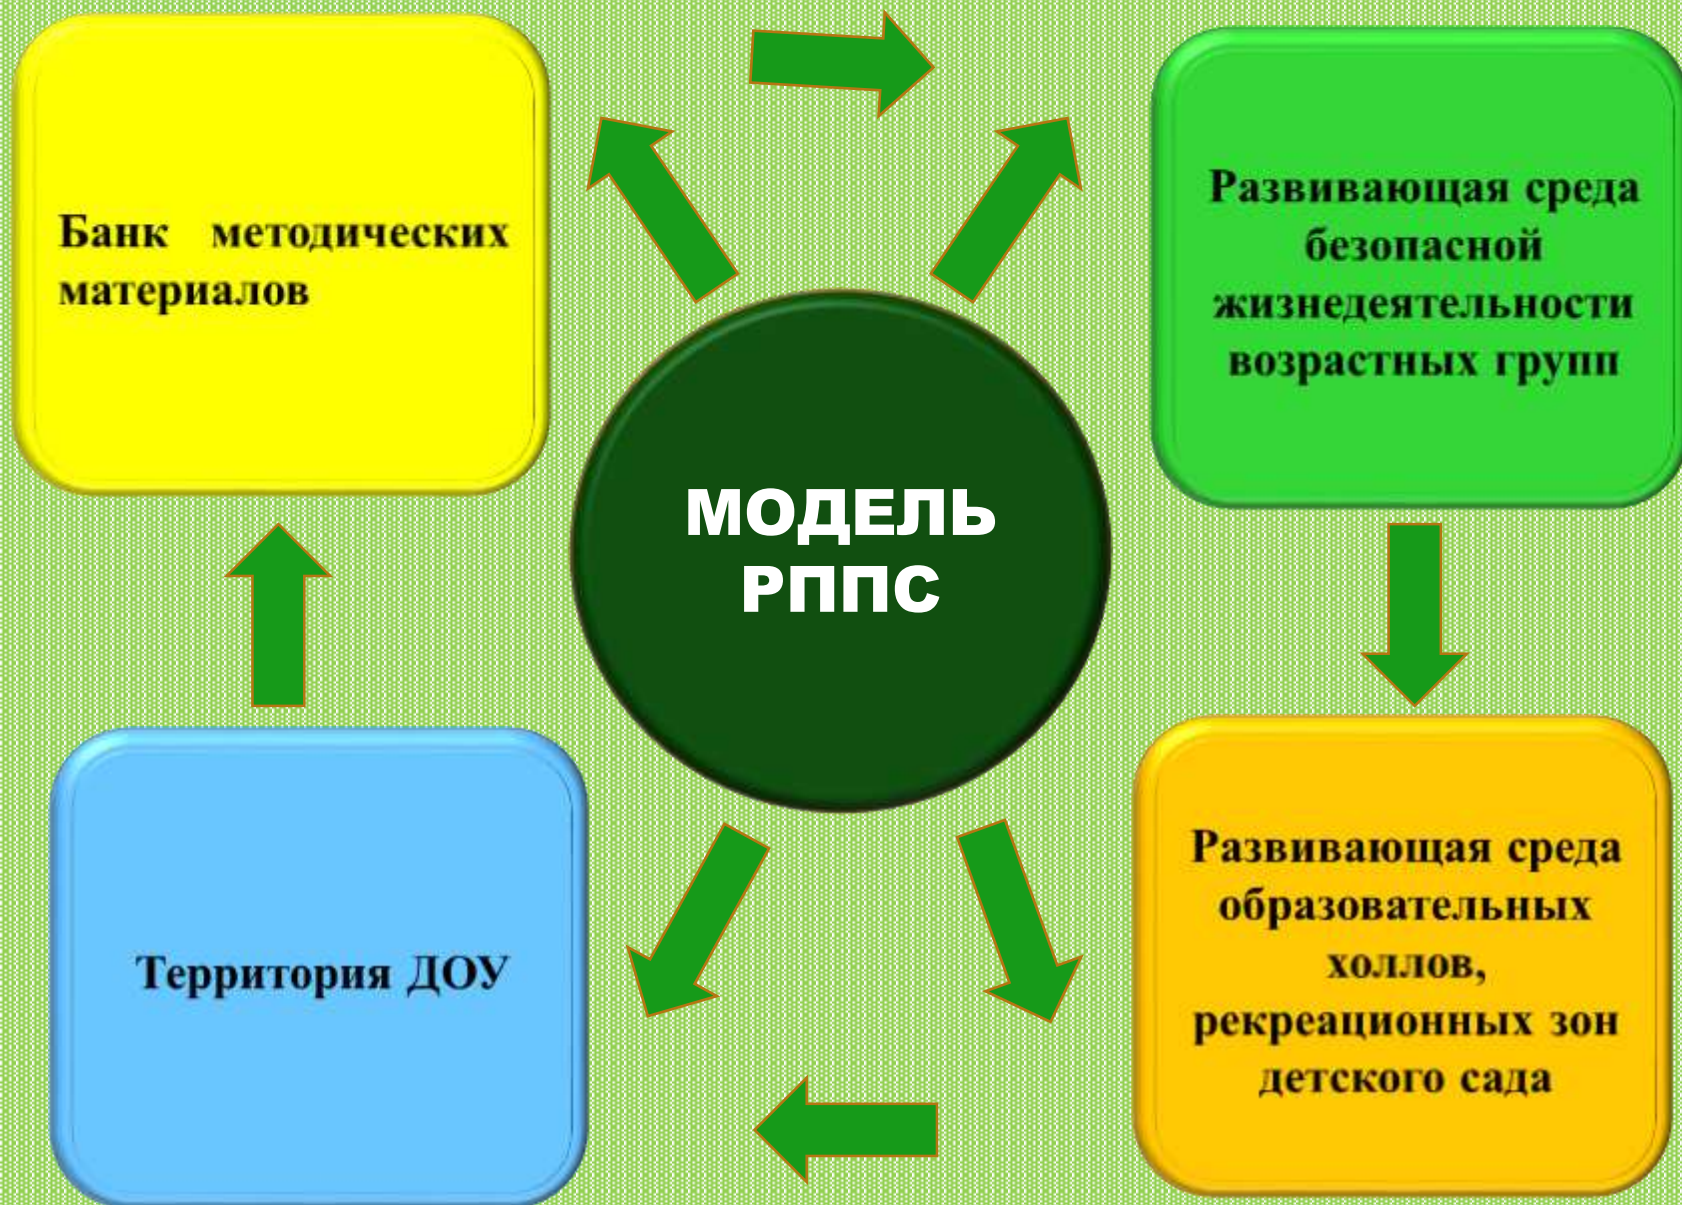 Банк методических
материалов
Развивающая среда
безопасной
жизнедеятельности
возрастных групп
МОДЕЛЬ
РППС
Территория ДОУ
Развивающая среда
образовательных
холлов,
рекреационных зон
детского сада